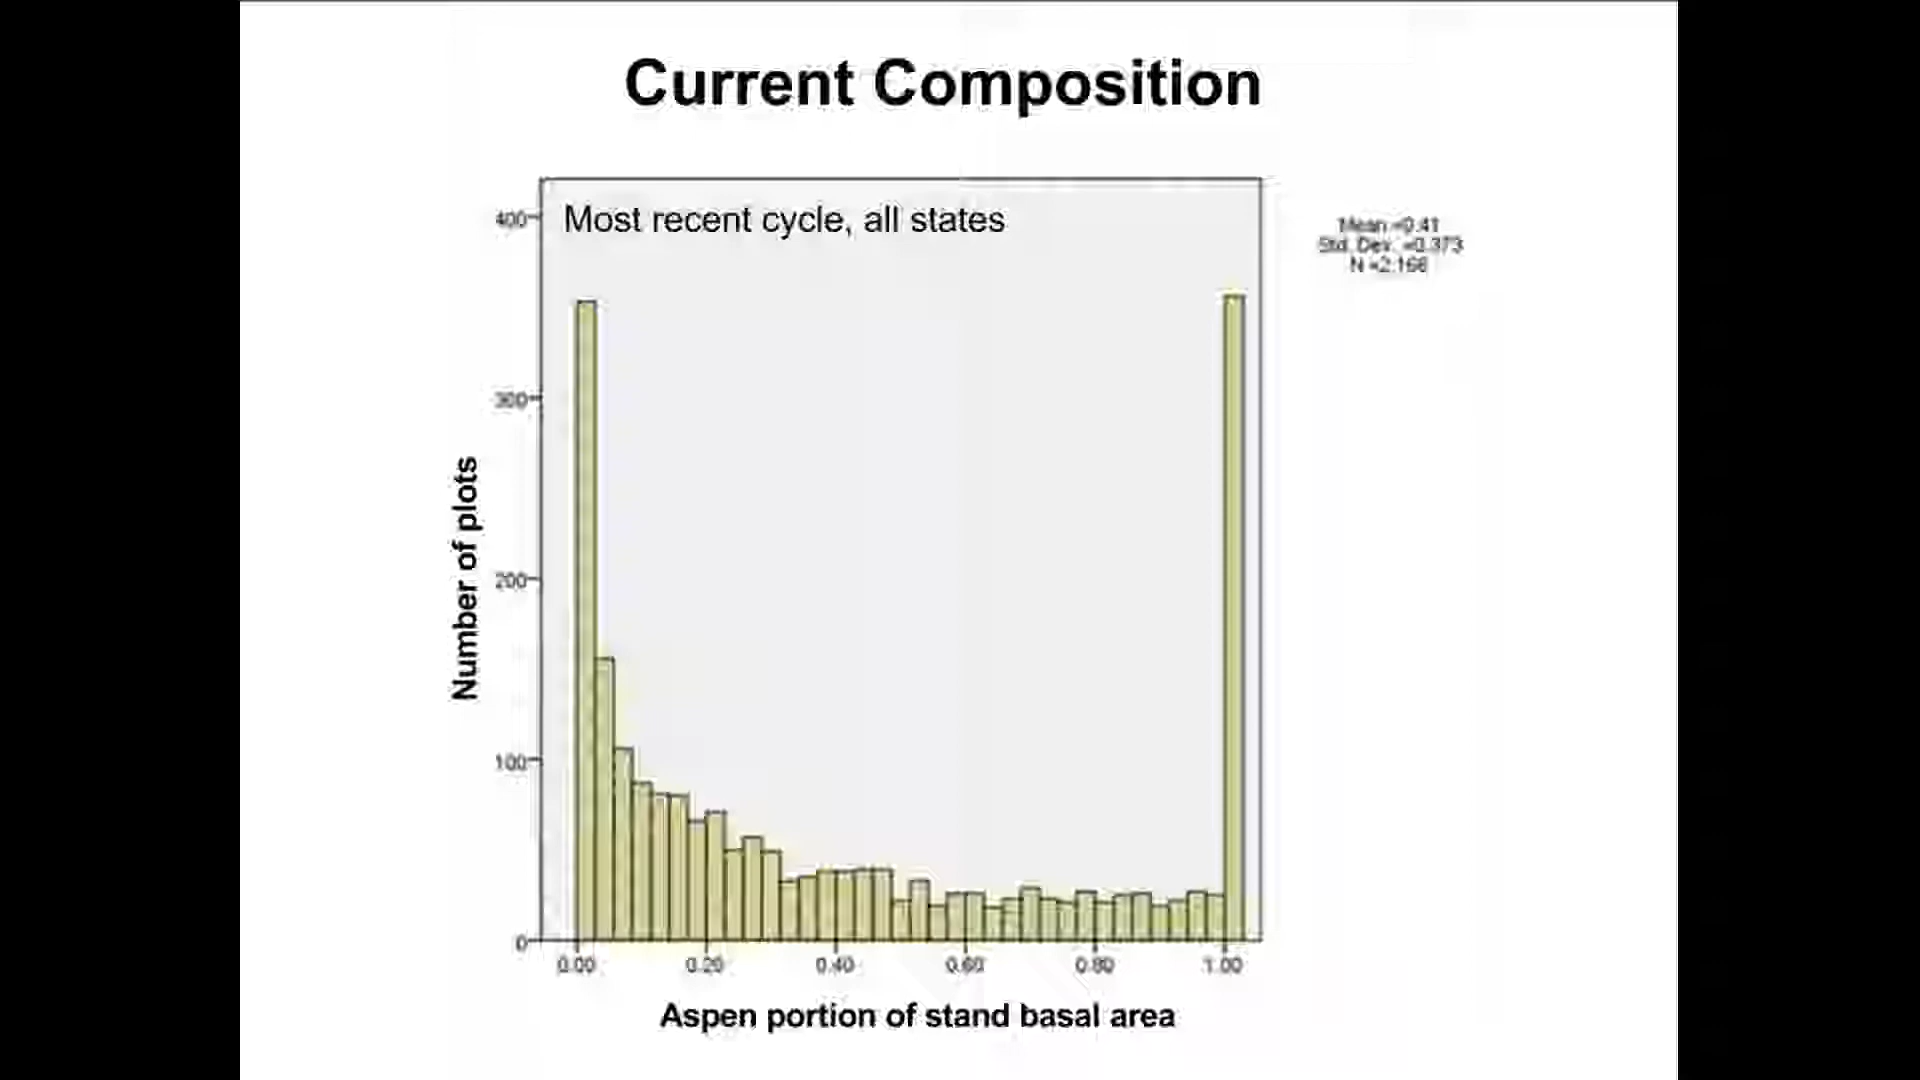 Current Composition
Most recent cycle, all states
Mean =0.41
Std. Dev. =0.373
N =2,166
400
300
200
100
0
Number of plots
0.00 0.20 0.40 0.60 0.80 1.00
Aspen portion of stand basal area